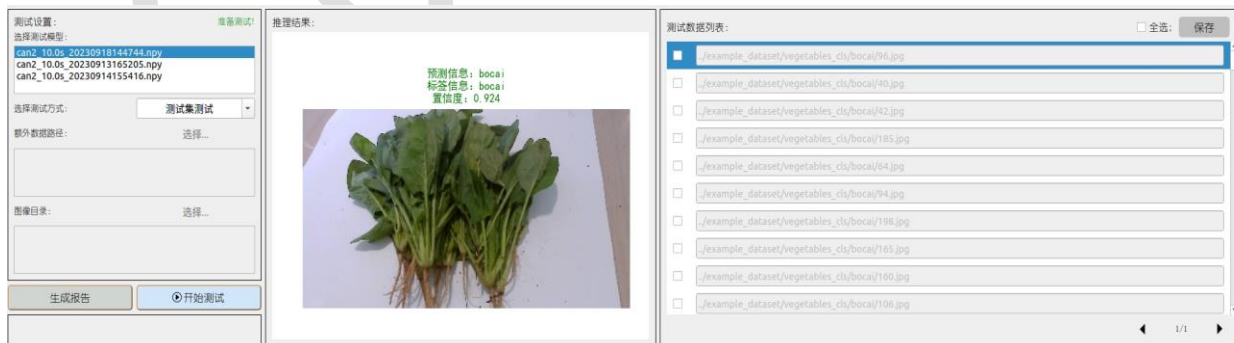 测试设置:
准备测试!
选择测试模型:
can2_10.0s_20230918144744.npy
can2_10.0s_20230913165205.npy
can2_10.0s_20230914155416.npy
选择测试方式:
测试集测试
额外数据路径:
选择...
图像目录:
选择...
生成报告
开始测试
推理结果:
预测信息: bocai
标签信息: bocai
置信度: 0.924
测试数据列表:
全选:
保存
../example_dataset/vegetables_cls/bocai/96.jpg
../example_dataset/vegetables_cls/bocai/40.jpg
../example_dataset/vegetables_cls/bocai/42.jpg
../example_dataset/vegetables_cls/bocai/185.jpg
../example_dataset/vegetables_cls/bocai/64.jpg
../example_dataset/vegetables_cls/bocai/94.jpg
../example_dataset/vegetables_cls/bocai/198.jpg
../example_dataset/vegetables_cls/bocai/165.jpg
../example_dataset/vegetables_cls/bocai/160.jpg
../example_dataset/vegetables_cls/bocai/106.jpg
1/1